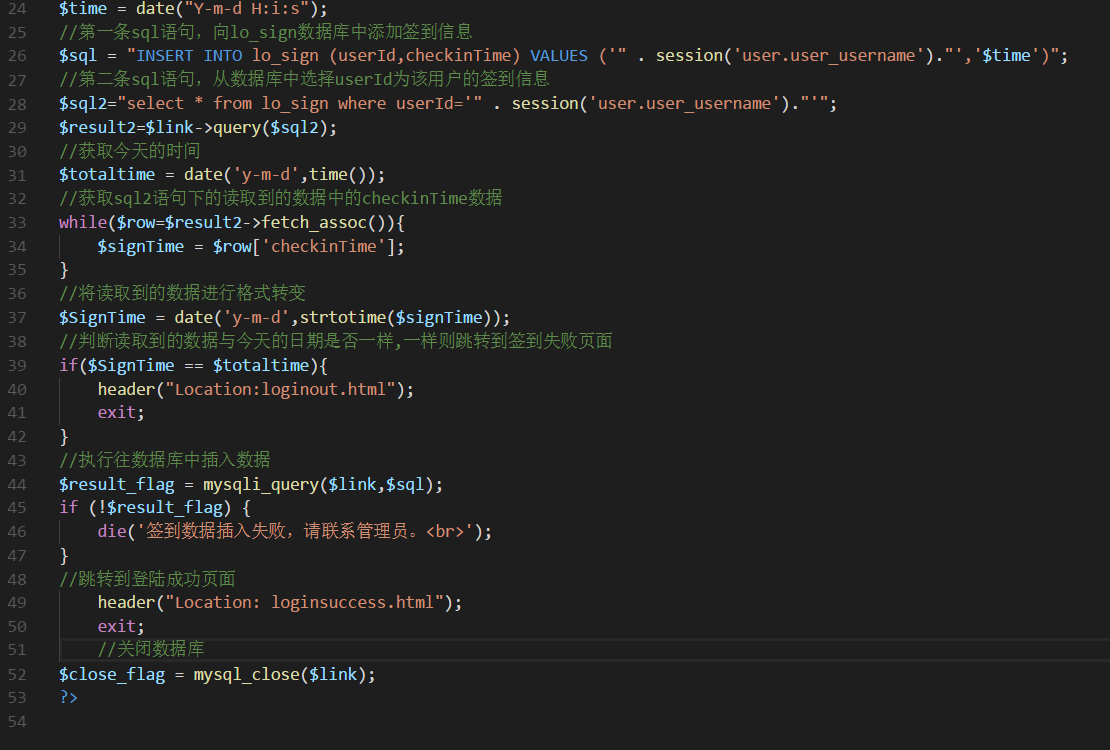 24 $time = date("Y-m-d H:i:s");
25 //第一条sql语句，向lo_sign数据库中添加签到信息
26 $sql = "INSERT INTO lo_sign (userId,checkinTime) VALUES ('" . session('user.user_username')."','$time')";
27 //第二条sql语句，从数据库中选择userId为该用户的签到信息
28 $sql2="select * from lo_sign where userId='" . session('user.user_username')."'";
29 $result2=$link->query($sql2);
30 //获取今天的时间
31 $totaltime = date('y-m-d',time());
32 //获取sql2语句下的读取到的数据中的checkinTime数据
33 while($row=$result2->fetch_assoc()){
34 $signTime = $row['checkinTime'];
35 }
36 //将读取到的数据进行格式转变
37 $SignTime = date('y-m-d',strtotime($signTime));
38 //判断读取到的数据与今天的日期是否一样,一样则跳转到签到失败页面
39 if($SignTime == $totaltime){
40 header("Location:loginout.html");
41 exit;
42 }
43 //执行往数据库中插入数据
44 $result_flag = mysqli_query($link,$sql);
45 if (!$result_flag) {
46 die('签到数据插入失败，请联系管理员。<br>');
47 }
48 //跳转到登陆成功页面
49 header("Location: loginsuccess.html");
50 exit;
51 //关闭数据库
52 $close_flag = mysql_close($link);
53 ?>
54